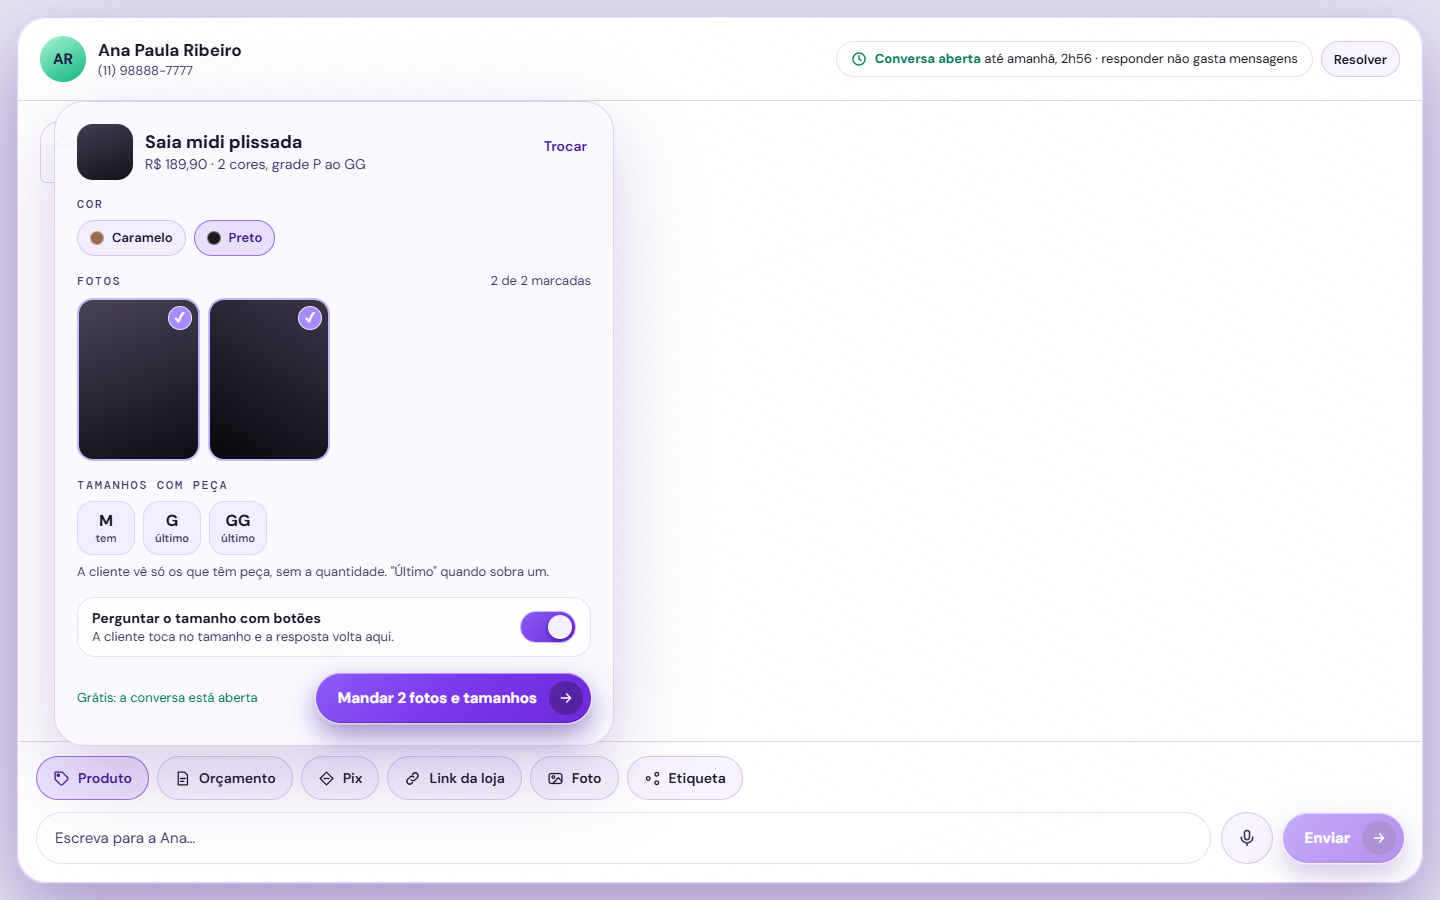 AR
Ana Paula Ribeiro
(11) 98888-7777
Conversa aberta até amanhã, 2h56 · responder não gasta mensagens
Resolver
Saia midi plissada
R$ 189,90 · 2 cores, grade P ao GG
Trocar
COR
Caramelo
Preto
FOTOS
2 de 2 marcadas
TAMANHOS COM PEÇA
M
tem
G
último
GG
último
A cliente vê só os que têm peça, sem a quantidade. "Último" quando sobra um.
Perguntar o tamanho com botões
A cliente toca no tamanho e a resposta volta aqui.
Grátis: a conversa está aberta
Mandar 2 fotos e tamanhos
Produto
Orçamento
Pix
Link da loja
Foto
Etiqueta
Escreva para a Ana...
Enviar